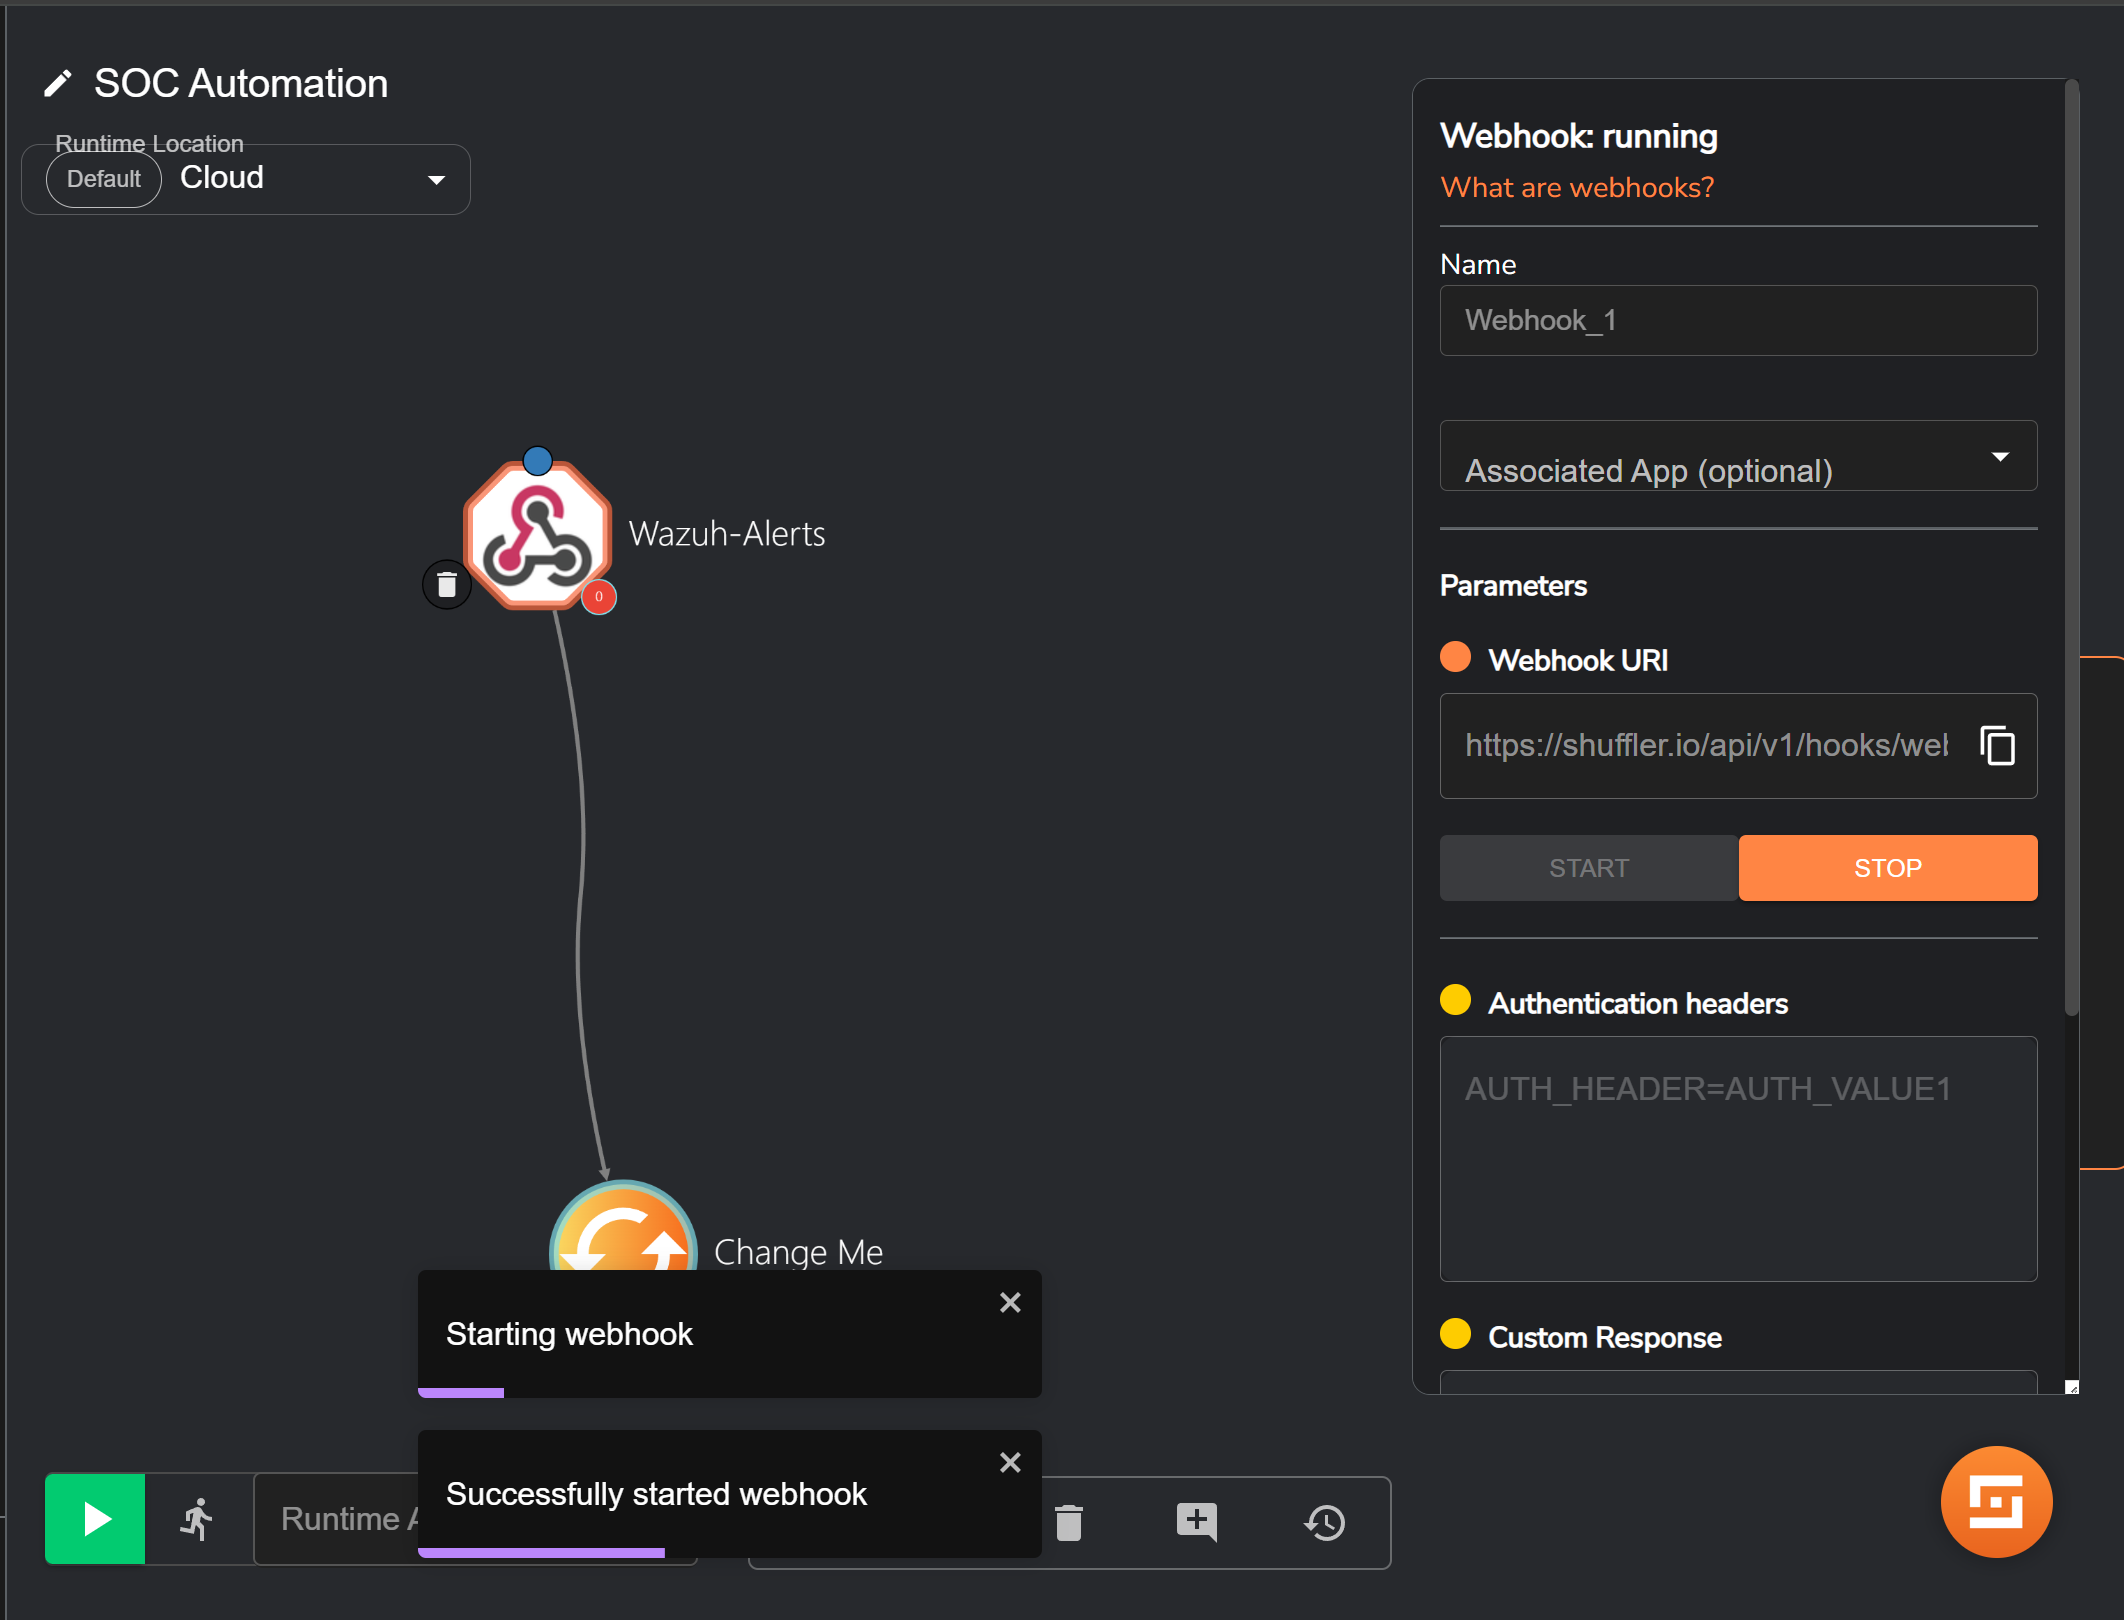 SOC Automation
Runtime Location
Default Cloud
Wazuh-Alerts
0
Change Me
Starting webhook
Successfully started webhook
Runtime
Webhook: running
What are webhooks?
Name
Webhook_1
Associated App (optional)
Parameters
Webhook URI
https://shuffler.io/api/v1/hooks/web
START STOP
Authentication headers
AUTH_HEADER=AUTH_VALUE1
Custom Response